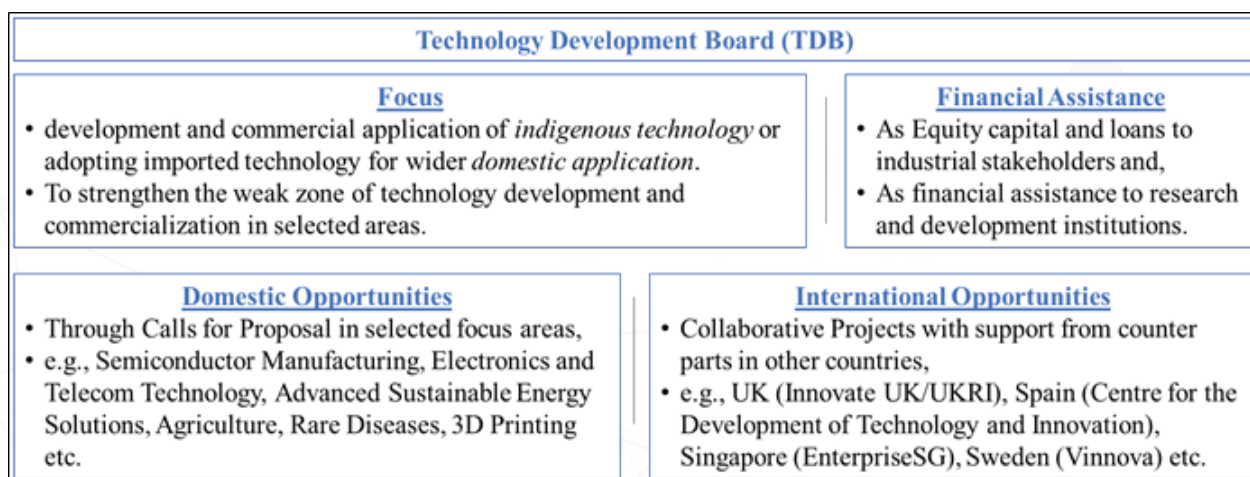 Technology Development Board (TDB)
Focus
• development and commercial application of indigenous technology or
adopting imported technology for wider domestic application.
• To strengthen the weak zone of technology development and
commercialization in selected areas.
Financial Assistance
• As Equity capital and loans to
industrial stakeholders and,
• As financial assistance to research
and development institutions.
Domestic Opportunities
• Through Calls for Proposal in selected focus areas,
• e.g., Semiconductor Manufacturing, Electronics and
Telecom Technology, Advanced Sustainable Energy
Solutions, Agriculture, Rare Diseases, 3D Printing
etc.
International Opportunities
• Collaborative Projects with support from counter
parts in other countries,
• e.g., UK (Innovate UK/UKRI), Spain (Centre for the
Development of Technology and Innovation),
Singapore (EnterpriseSG), Sweden (Vinnova) etc.